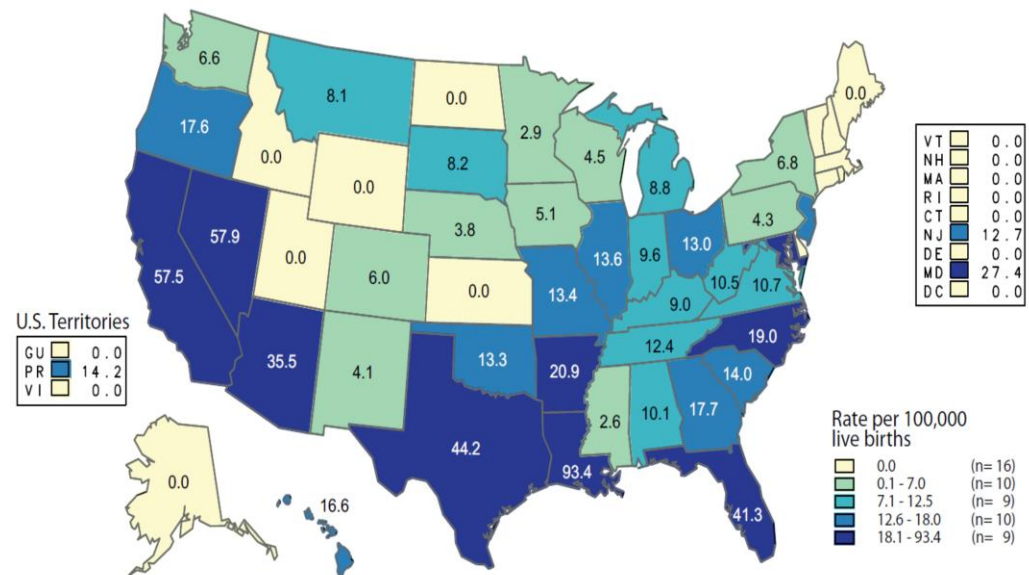 6.6
8.1
0.0
2.9
0.0
17.6
0.0
0.0
8.2
4.5
8.8
6.8
3.8
5.1
4.3
57.5
57.9
0.0
6.0
0.0
13.4
13.6
9.6
13.0
10.5
10.7
9.0
35.5
4.1
13.3
20.9
12.4
19.0
14.0
2.6
10.1
17.7
44.2
93.4
41.3
0.0
16.6
VT 0.0
NH 0.0
MA 0.0
RI 0.0
CT 0.0
NJ 12.7
DE 0.0
MD 27.4
DC 0.0
U.S. Territories
GU 0.0
PR 14.2
VI 0.0
Rate per 100,000
live births
0.0 (n= 16)
0.1 - 7.0 (n= 10)
7.1 - 12.5 (n= 9)
12.6 - 18.0 (n= 10)
18.1 - 93.4 (n= 9)